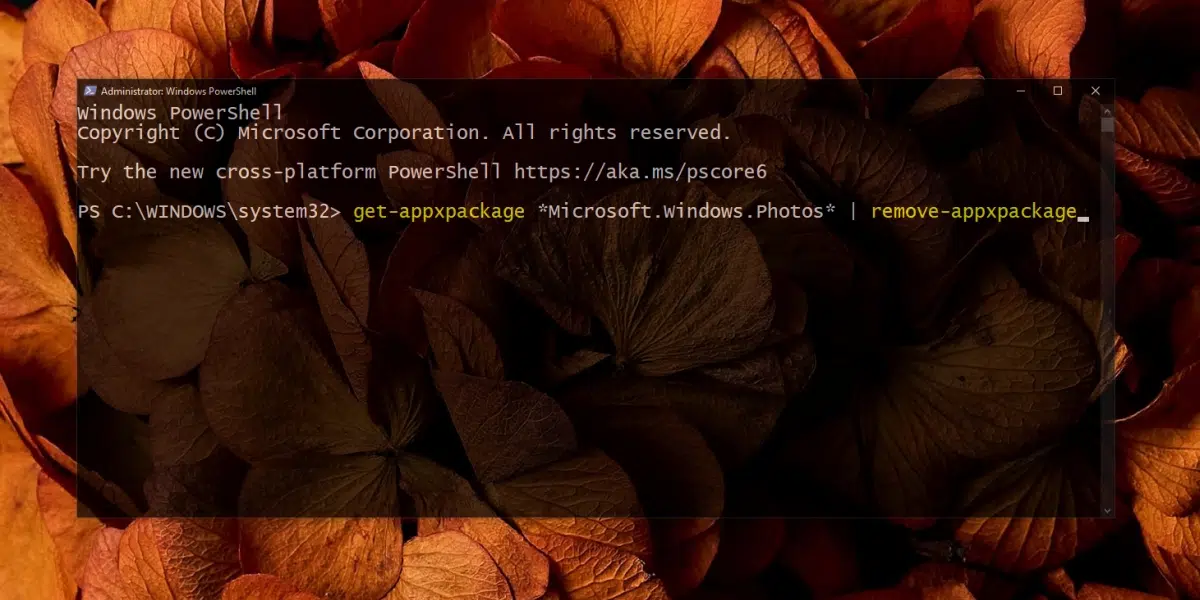 Administrator: Windows PowerShell
Windows PowerShell
Copyright (C) Microsoft Corporation. All rights reserved.
Try the new cross-platform PowerShell https://aka.ms/pscore6
PS C:\WINDOWS\system32> get-appxpackage *Microsoft.Windows.Photos* | remove-appxpackage